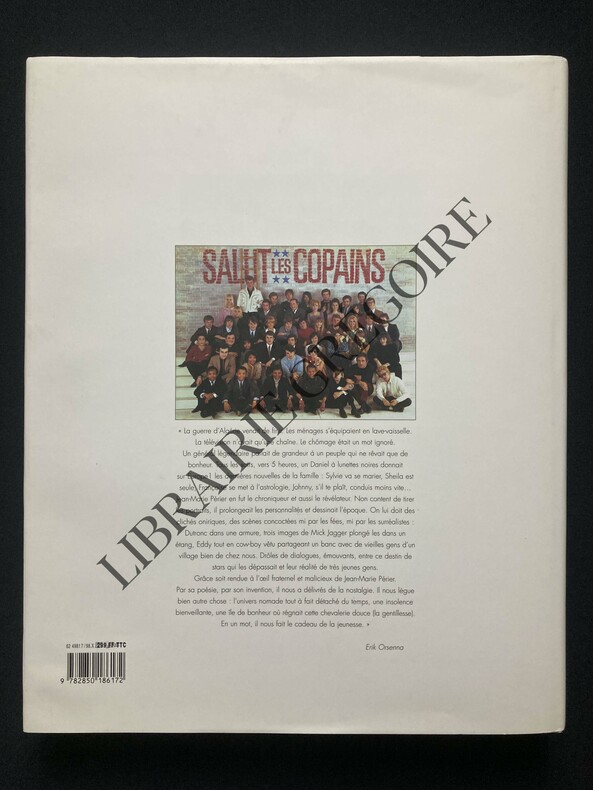 SALUT LES COPAINS
« La guerre d'Algérie venait de finir. Les ménages s'équipaient en lave-vaisselle.
La télévision n'avait qu'une chaîne. Le chômage était un mot ignoré.
Un général légendaire parlait de grandeur à un peuple qui ne rêvait que de
bonheur. Tous les jours, vers 5 heures, un Daniel à lunettes noires donnait
sur Europe1 les dernières nouvelles de la famille : Sylvie va se marier, Sheila est
seule, Françoise se met à l'astrologie, Johnny, s'il te plaît, conduis moins vite...
Jean-Marie Périer en fut le chroniqueur et aussi le révélateur. Non content de tirer
les portraits, il prolongeait les personnalités et dessinait l'époque. On lui doit des
clichés oniriques, des scènes concoctées mi par les fées, mi par les surréalistes :
Dutronc dans une armure, trois images de Mick Jagger plongé les dans un
étang, Eddy tout en cow-boy vêtu partageant un banc avec de vieilles gens d'un
village bien de chez nous. Drôles de dialogues, émouvants, entre ce destin de
stars qui les dépassait et leur réalité de très jeunes gens.
Grâce soit rendue à l'œil fraternel et malicieux de Jean-Marie Périer.
Par sa poésie, par son invention, il nous a délivrés de la nostalgie. Il nous lègue
bien autre chose : l'univers nomade tout à fait détaché du temps, une insolence
bienveillante, une île de bonheur où régnait cette chevalerie douce (la gentillesse).
En un mot, il nous fait le cadeau de la jeunesse. »
Erik Orsenna
9 782850 186172
LIBRAIRIE GREGOIRE